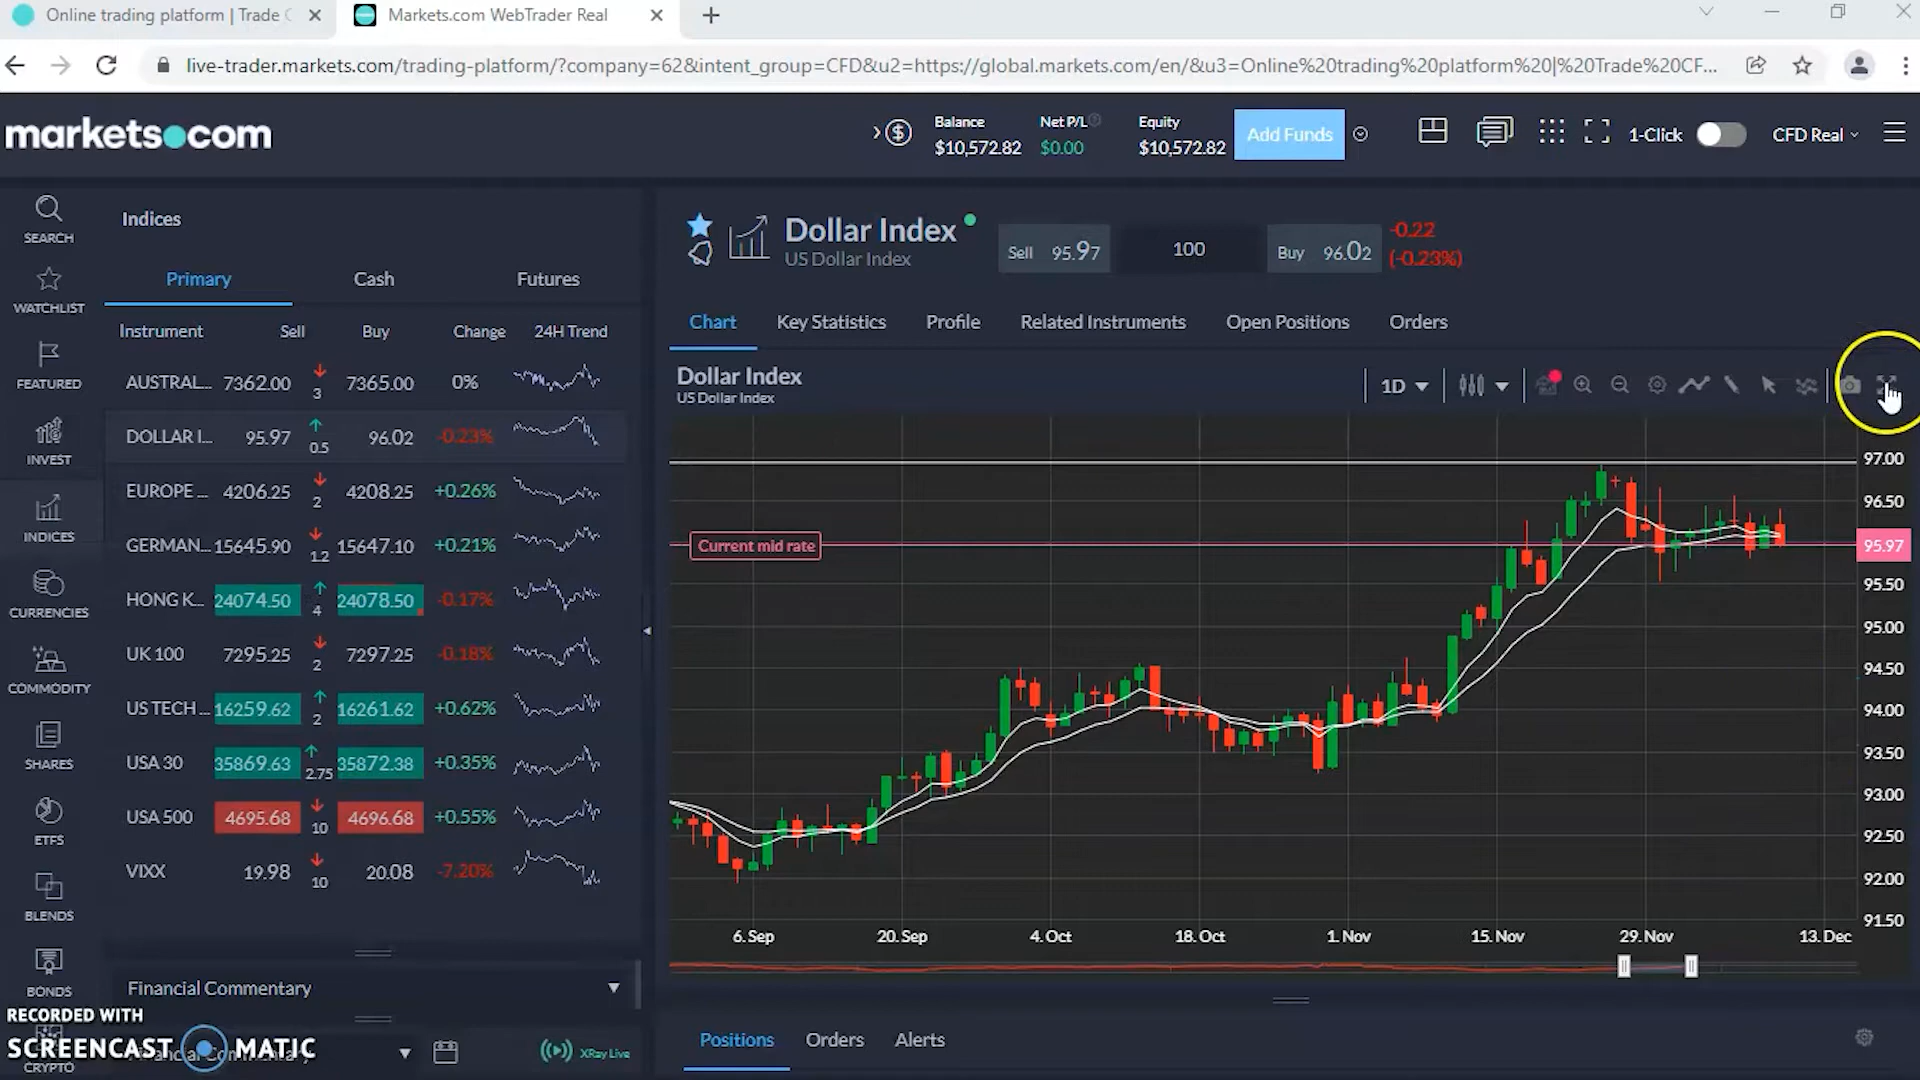 Online trading platform | Trade C
Markets.com WebTrader Real
live-trader.markets.com/trading-platform/?company=62&intent_group=CFD&u2=https://global.markets.com/en/&u3=Online%20trading%20platform%20|%20Trade%20CF...
markets.com
Balance
$10,572.82
Net P/L
$0.00
Equity
$10,572.82
Add Funds
1-Click
CFD Real
SEARCH
WATCHLIST
FEATURED
INVEST
INDICES
CURRENCIES
COMMODITY
SHARES
ETFS
BLENDS
BONDS
CRYPTO
Indices
Primary Cash Futures
Instrument Sell Buy Change 24H Trend
AUSTRAL... 7362.00 3 7365.00 0%
DOLLAR I... 95.97 0.5 96.02 -0.23%
EUROPE ... 4206.25 2 4208.25 +0.26%
GERMAN... 15645.90 1.2 15647.10 +0.21%
HONG K... 24074.50 4 24078.50 -0.17%
UK 100 7295.25 2 7297.25 -0.18%
US TECH ... 16259.62 2 16261.62 +0.62%
USA 30 35869.63 2.75 35872.38 +0.35%
USA 500 4695.68 10 4696.68 +0.55%
VIXX 19.98 10 20.08 -7.20%
Financial Commentary
XRay Live
RECORDED WITH
SCREENCAST MATIC
Dollar Index
US Dollar Index
Sell 95.97
100
Buy 96.02
-0.22
(-0.23%)
Chart Key Statistics Profile Related Instruments Open Positions Orders
Dollar Index
US Dollar Index
1D
Current mid rate
97.00
96.50
95.97
95.50
95.00
94.50
94.00
93.50
93.00
92.50
92.00
91.50
6. Sep 20. Sep 4. Oct 18. Oct 1. Nov 15. Nov 29. Nov 13. Dec
Positions Orders Alerts